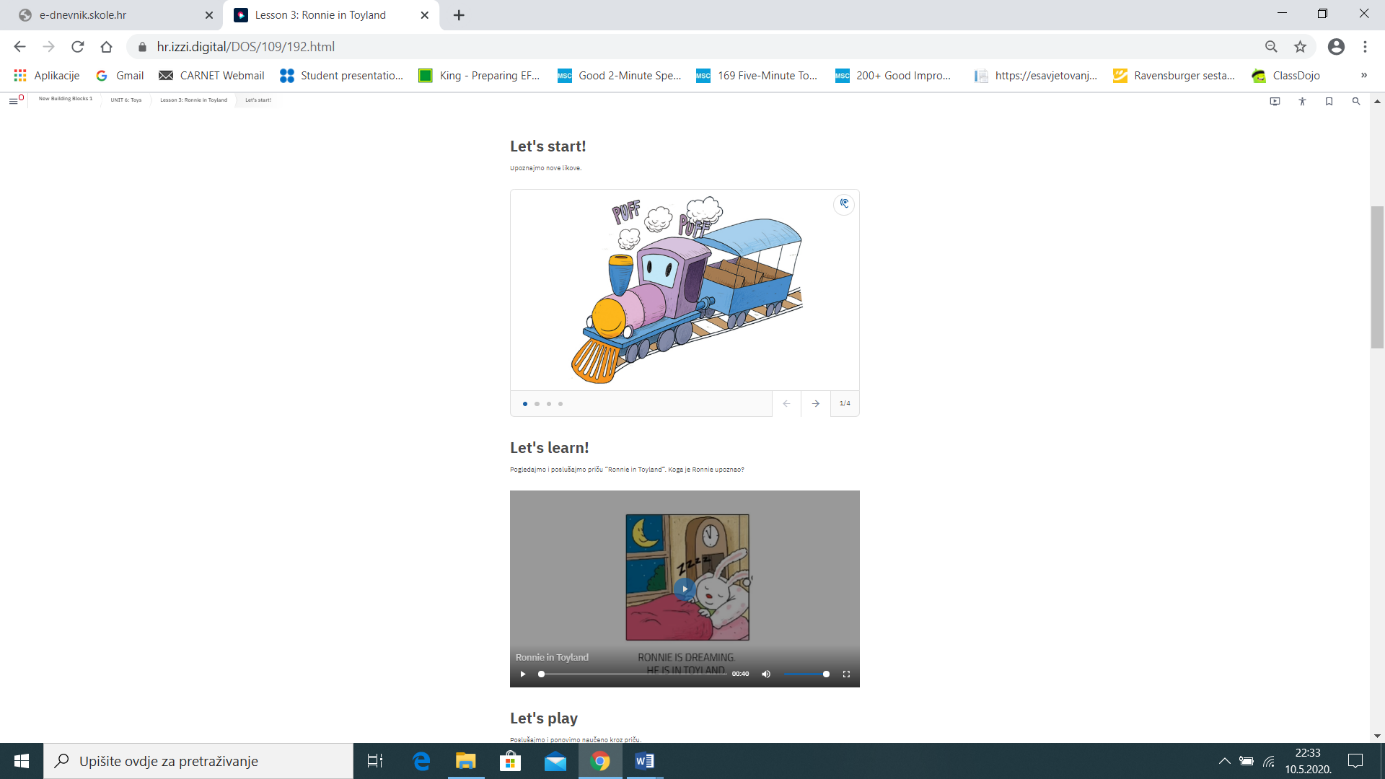 e-dnevnik.skole.hr
Lesson 3: Ronnie in Toyland
hr.izzi.digital/DOS/109/192.html
Aplikacije
Gmail
CARNET Webmail
Student presentatio...
King - Preparing EF...
Good 2-Minute Spe...
169 Five-Minute To...
200+ Good Impro...
https://esavjetovanj...
Ravensburger sesta...
ClassDojo
»
0
New Building Blocks 1
UNIT 6: Toys
Lesson 3: Ronnie in Toyland
Let's start!
Let's start!
Upoznajmo nove likove.
PUFF
PUFF
1/4
Let's learn!
Pogledajmo i poslušajmo priču "Ronnie in Toyland". Koga je Ronnie upoznao?
ZZZZ
Ronnie in Toyland
RONNIE IS DREAMING.
HE IS IN TOYLAND.
00:40
Let's play
Poslušajmo i ponovimo naučeno kroz priču.
Upišite ovdje za pretraživanje
22:33
10.5.2020.